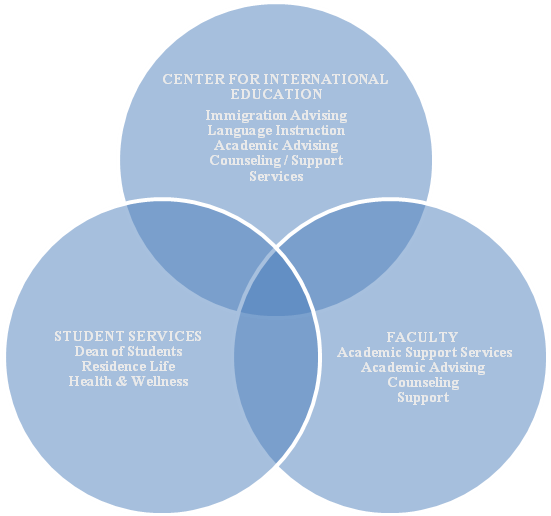 CENTER FOR INTERNATIONAL
EDUCATION
Immigration Advising
Language Instruction
Academic Advising
Counseling / Support
Services
STUDENT SERVICES
Dean of Students
Residence Life
Health & Wellness
FACULTY
Academic Support Services
Academic Advising
Counseling
Support